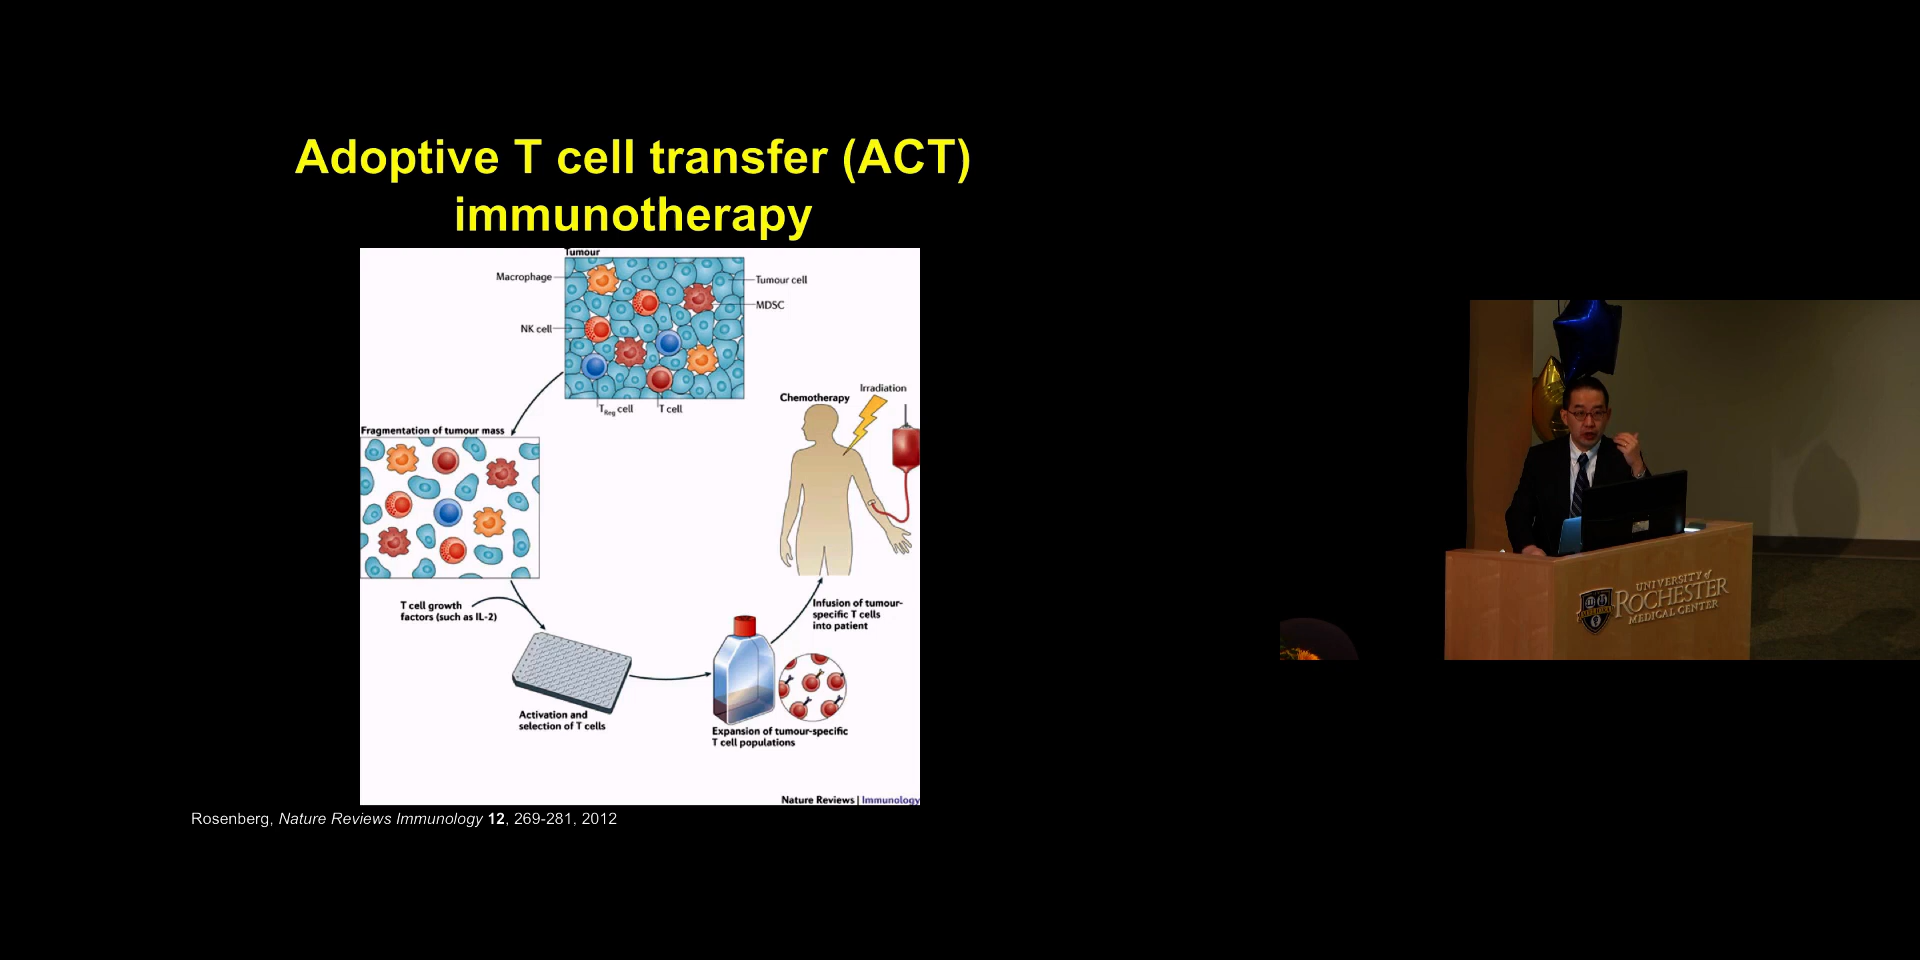 Adoptive T cell transfer (ACT)
immunotherapy
Tumour
Macrophage
Tumour cell
MDSC
NK cell
TReg cell
T cell
Irradiation
Chemotherapy
Fragmentation of tumour mass
T cell growth
factors (such as IL-2)
Infusion of tumour-
specific T cells
into patient
Activation and
selection of T cells
Expansion of tumour-specific
T cell populations
Nature Reviews | Immunology
Rosenberg, Nature Reviews Immunology 12, 269-281, 2012
UNIVERSITY of
ROCHESTER
MEDICAL CENTER